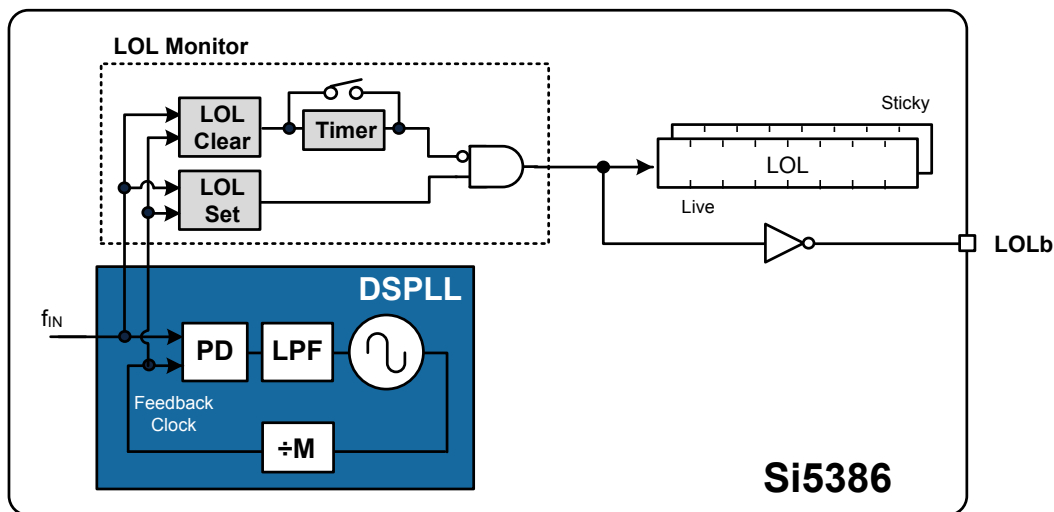 LOL Monitor
LOL
Clear
Timer
LOL
Set
Sticky
LOL
Live
LOLb
DSPLL
fIN
PD
LPF
Feedback
Clock
÷M
Si5386